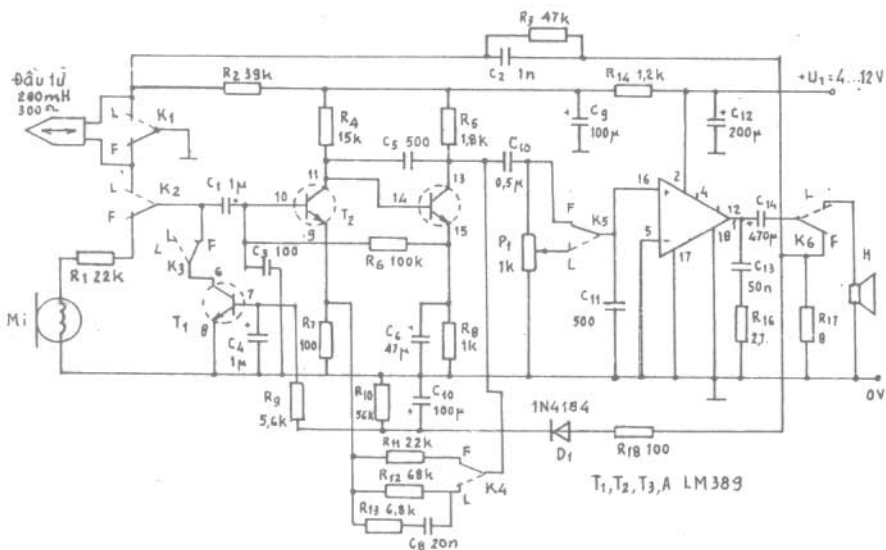 R3 47k
C2 1n
Đầu từ
200mH
300Ω
L
K1
F
R2 39k
R14 1,2k
+U1=4...12V
R4
15k
C5 500
R5
1,8k
C10
0,5µ
+
C9
100µ
+
C12
200µ
L
K2
F
C1 1µ
+
10
11
T2
9
14
13
15
F
K5
L
16
+
2
4
12
5
-
17
18
+
C14
470µ
L
K6
F
H
R1 22k
L
F
K3
C3 100
R6 100k
P1
1k
C11
500
C13
50n
R16
R17
8
Mi
6
7
T1
8
+
C4
1µ
R7
100
C6
47µ
+
R8
1k
0V
R9
5,6k
R10
56k
C10
100µ
+
1N4184
D1
R18 100
R11 22k
F
R12 68k
K4
L
R13 6,8k
C8 20n
T1,T2,T3,A LM389